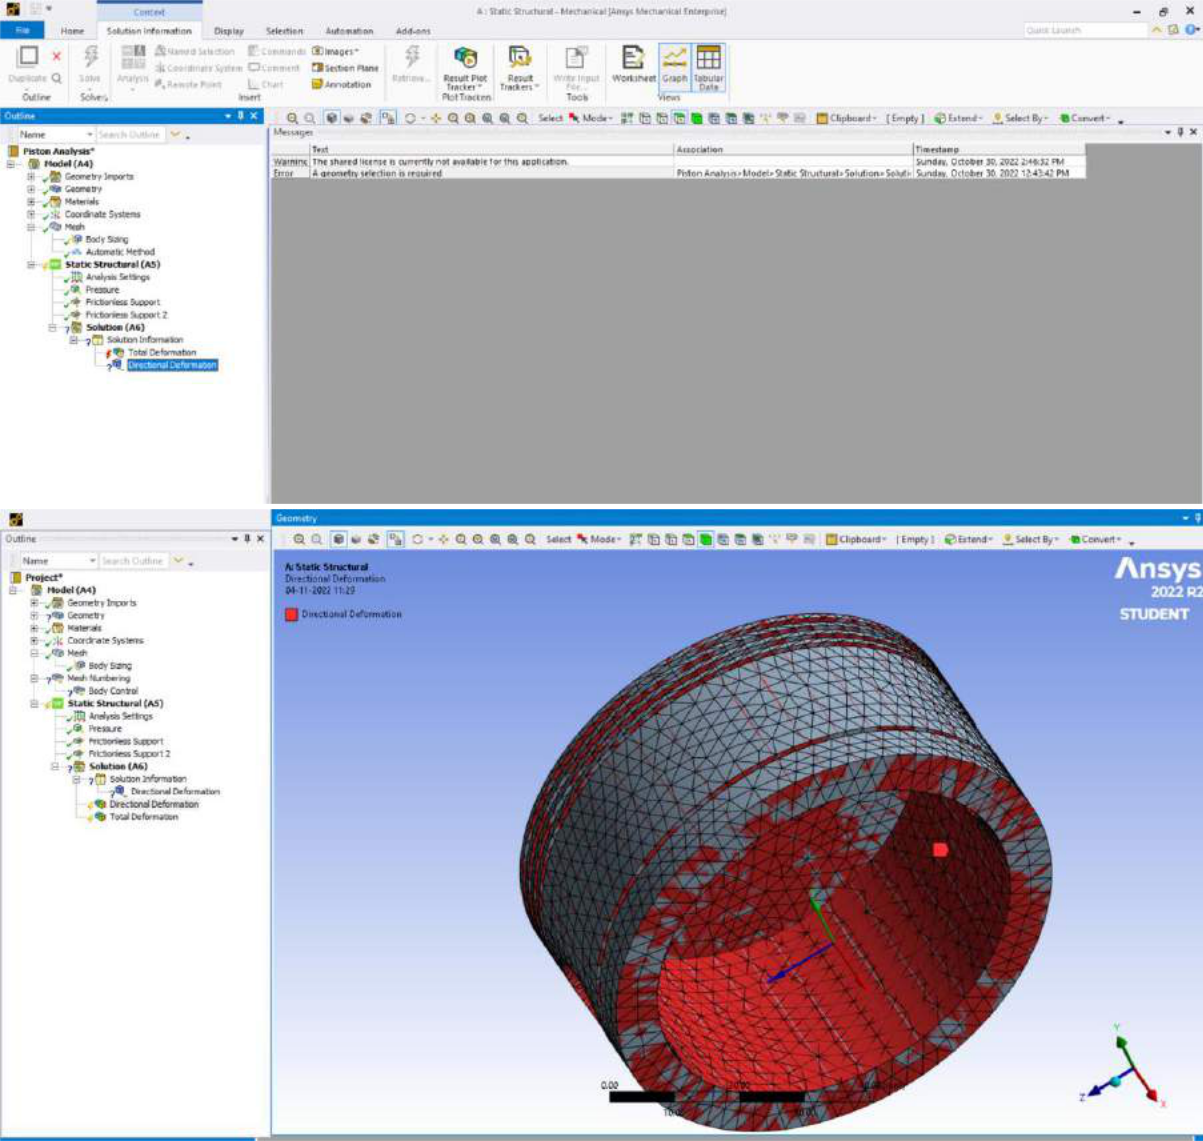 Context
A : Static Structural - Mechanical [Ansys Mechanical Enterprise]
File Home Solution Information Display Selection Automation Add-ons Quick Launch
Named Selection Commands Images
Coordinate System Comment Section Plane
Remote Point Chart Annotation
Duplicate Q Solve Analysis Retrieve... Result Plot Tracker Result Trackers Write Input File... Worksheet Graph Tabular Data
Outline Solve Insert Plot Trackers Tools Views
Outline
Select Mode Clipboard [ Empty ] Extend Select By Convert
Name Search Outline
Messages
Text Association Timestamp
Warning The shared license is currently not available for this application. Sunday, October 30, 2022 2:46:32 PM
Error A geometry selection is required Piston Analysis>Model>Static Structural>Solution>Soluti Sunday, October 30, 2022 12:43:42 PM
Piston Analysis*
Model (A4)
Geometry Imports
Geometry
Materials
Coordinate Systems
Mesh
Body Sizing
Automatic Method
Static Structural (A5)
Analysis Settings
Pressure
Frictionless Support
Frictionless Support 2
Solution (A6)
Solution Information
Total Deformation
Directional Deformation
Geometry
Outline
Select Mode Clipboard [ Empty ] Extend Select By Convert
Name Search Outline
Project*
Model (A4)
Geometry Imports
Geometry
Materials
Coordinate Systems
Mesh
Body Sizing
Mesh Numbering
Body Control
Static Structural (A5)
Analysis Settings
Pressure
Frictionless Support
Frictionless Support 2
Solution (A6)
Solution Information
Directional Deformation
Directional Deformation
Total Deformation
A: Static Structural
Directional Deformation
04-11-2022 11:29
Directional Deformation
Ansys
2022 R2
STUDENT
0.00
Y
Z
X